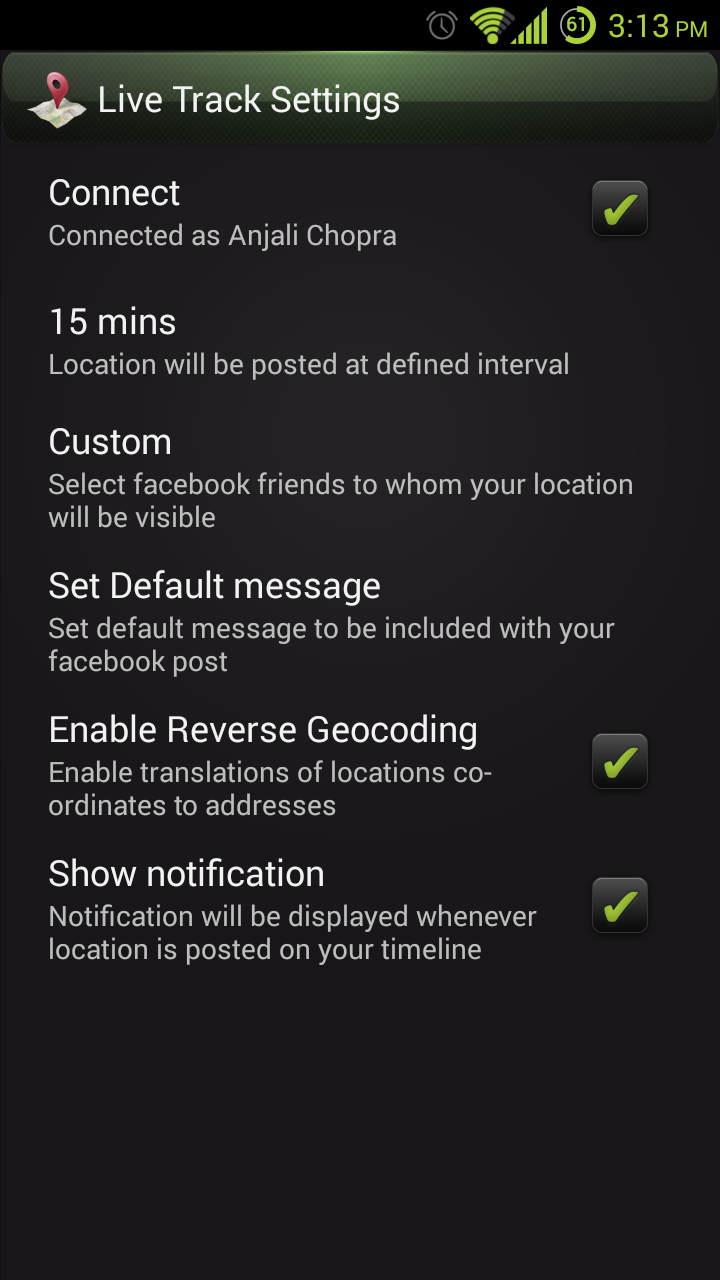 61 3:13 PM
Live Track Settings
Connect
Connected as Anjali Chopra
15 mins
Location will be posted at defined interval
Custom
Select facebook friends to whom your location
will be visible
Set Default message
Set default message to be included with your
facebook post
Enable Reverse Geocoding
Enable translations of locations co-
ordinates to addresses
Show notification
Notification will be displayed whenever
location is posted on your timeline